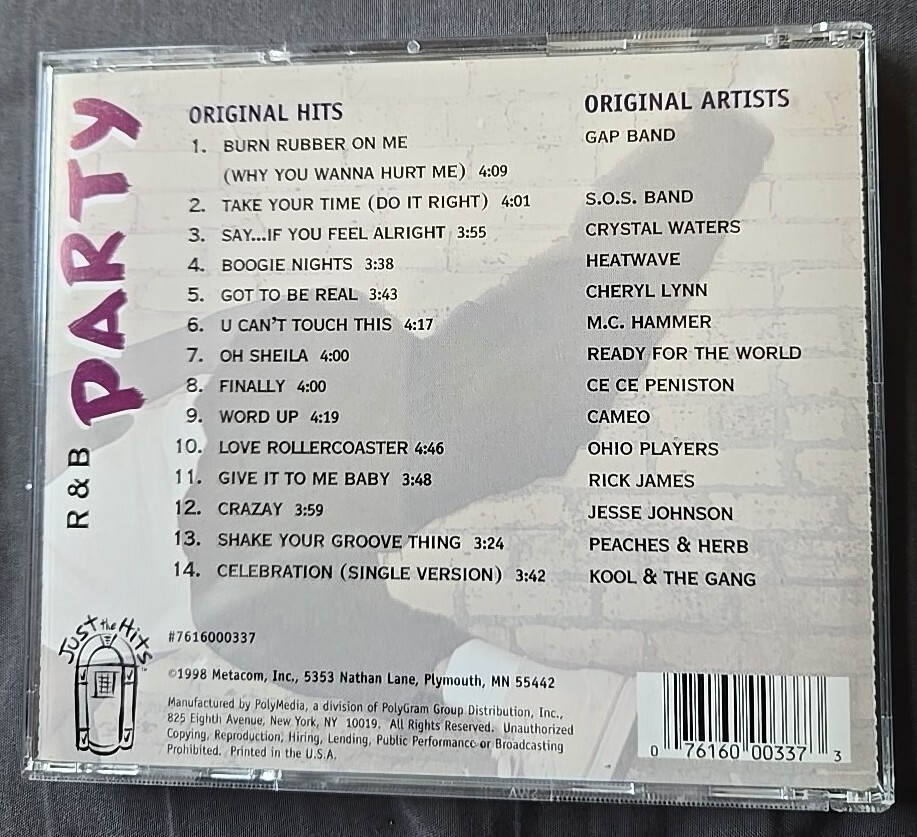 R & B PARTY
ORIGINAL HITS ORIGINAL ARTISTS
1. BURN RUBBER ON ME GAP BAND
(WHY YOU WANNA HURT ME) 4:09
2. TAKE YOUR TIME (DO IT RIGHT) 4:01 S.O.S. BAND
3. SAY...IF YOU FEEL ALRIGHT 3:55 CRYSTAL WATERS
4. BOOGIE NIGHTS 3:38 HEATWAVE
5. GOT TO BE REAL 3:43 CHERYL LYNN
6. U CAN'T TOUCH THIS 4:17 M.C. HAMMER
7. OH SHEILA 4:00 READY FOR THE WORLD
8. FINALLY 4:00 CE CE PENISTON
9. WORD UP 4:19 CAMEO
10. LOVE ROLLERCOASTER 4:46 OHIO PLAYERS
11. GIVE IT TO ME BABY 3:48 RICK JAMES
12. CRAZAY 3:59 JESSE JOHNSON
13. SHAKE YOUR GROOVE THING 3:24 PEACHES & HERB
14. CELEBRATION (SINGLE VERSION) 3:42 KOOL & THE GANG
Just the Hits™
#7616000337
©1998 Metacom, Inc., 5353 Nathan Lane, Plymouth, MN 55442
Manufactured by PolyMedia, a division of PolyGram Group Distribution, Inc.,
825 Eighth Avenue, New York, NY 10019. All Rights Reserved. Unauthorized
Copying, Reproduction, Hiring, Lending, Public Performance or Broadcasting
Prohibited. Printed in the U.S.A.
0 76160 00337 3